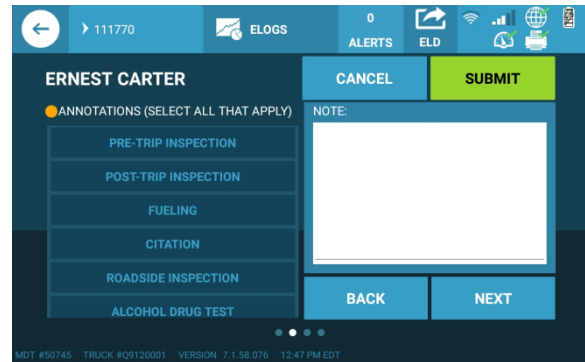 111770
ELOGS
0
ALERTS
ELD
ERNEST CARTER
CANCEL
SUBMIT
ANNOTATIONS (SELECT ALL THAT APPLY)
NOTE:
PRE-TRIP INSPECTION
POST-TRIP INSPECTION
FUELING
CITATION
ROADSIDE INSPECTION
ALCOHOL DRUG TEST
BACK
NEXT
MDT #50745 TRUCK #Q9120001 VERSION 7.1.58.076 12:47 PM EDT